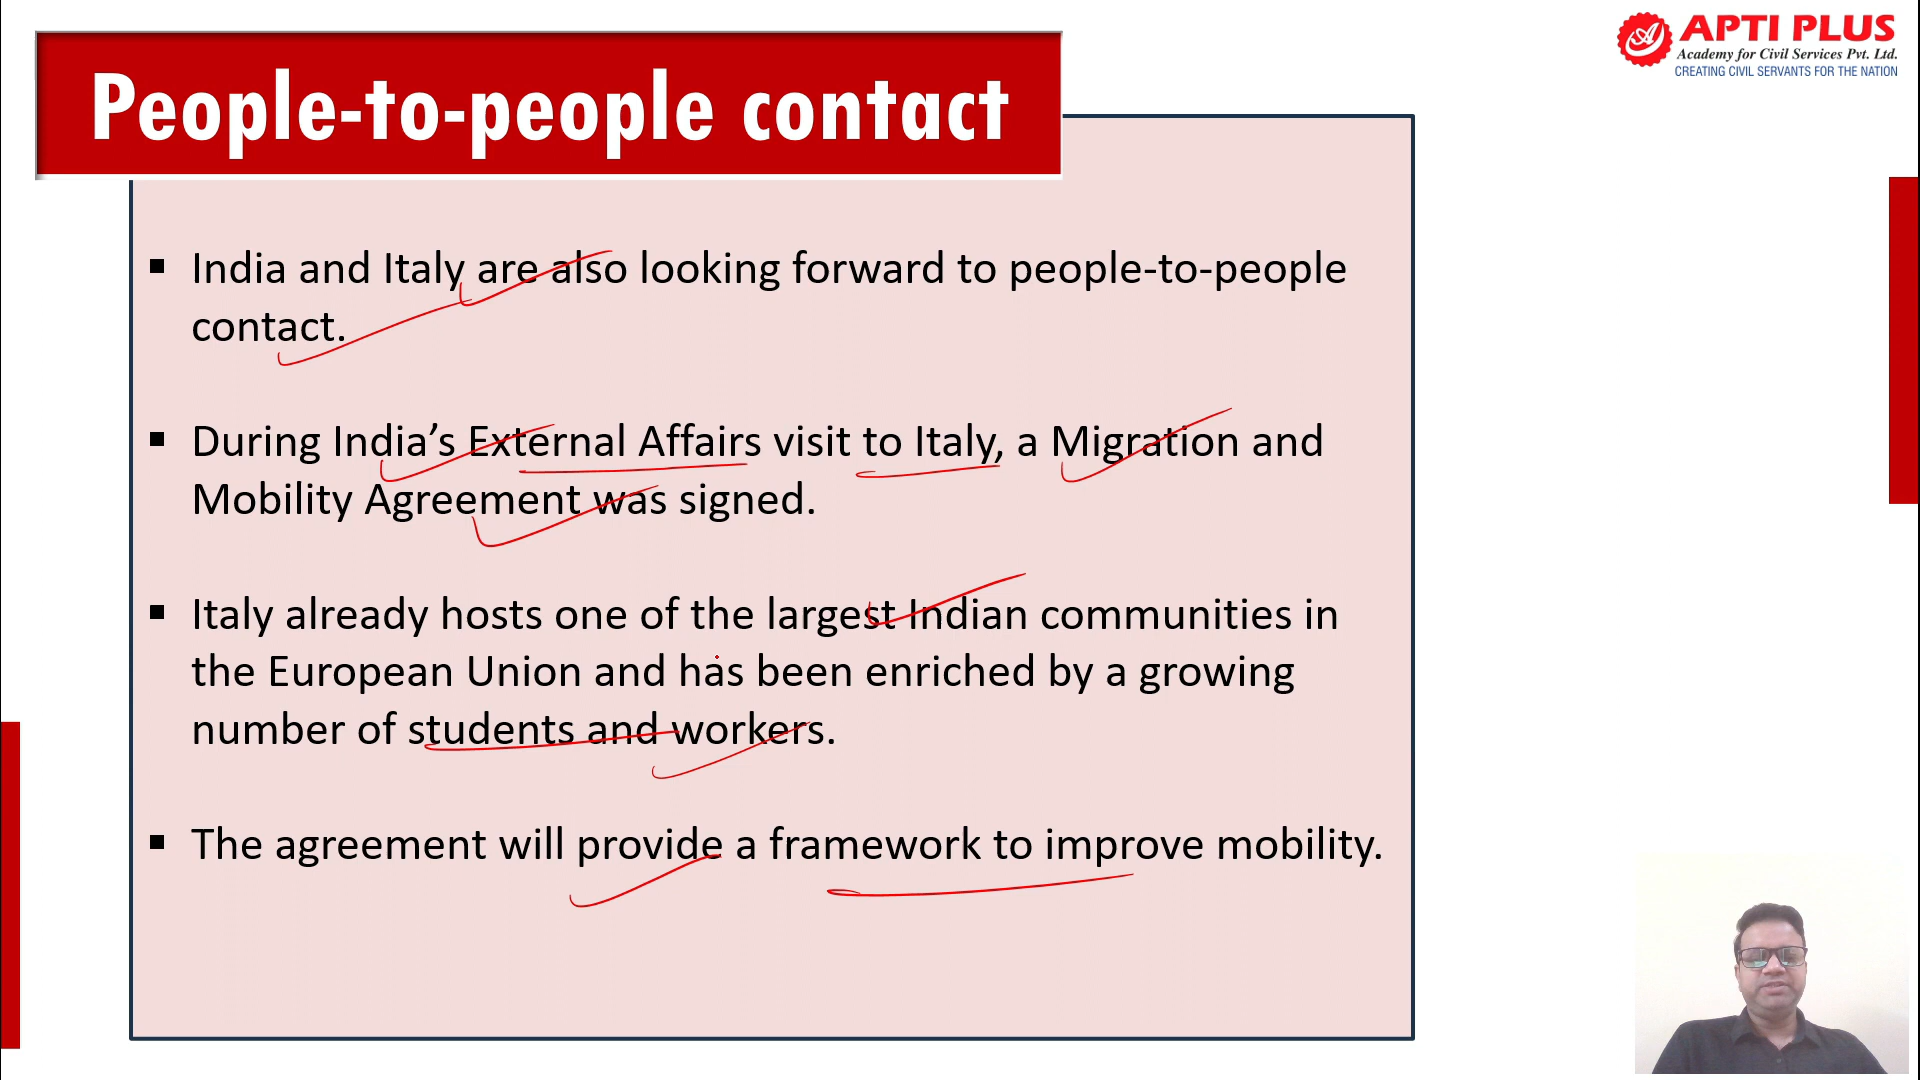 APTI PLUS
Academy for Civil Services Pvt. Ltd.
CREATING CIVIL SERVANTS FOR THE NATION
People-to-people contact
▪ India and Italy are also looking forward to people-to-people
contact.
▪ During India’s External Affairs visit to Italy, a Migration and
Mobility Agreement was signed.
▪ Italy already hosts one of the largest Indian communities in
the European Union and has been enriched by a growing
number of students and workers.
▪ The agreement will provide a framework to improve mobility.